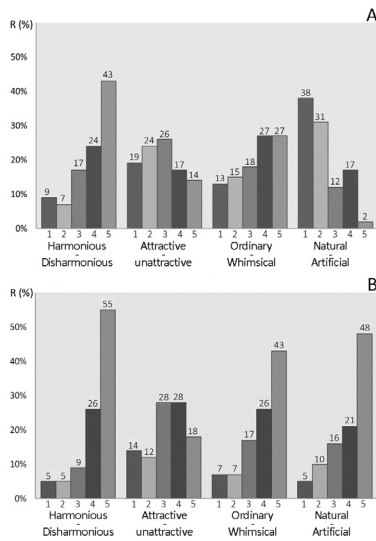 A
R (%)
50%
40%
30%
20%
10%
0%
9 7 17 24 43 19 24 26 17 14 13 15 18 27 27 38 31 12 17 2
1 2 3 4 5 1 2 3 4 5 1 2 3 4 5 1 2 3 4 5
Harmonious Attractive Ordinary Natural
- - - -
Disharmonious unattractive Whimsical Artificial
B
R (%)
50%
40%
30%
20%
10%
0%
5 5 9 26 55 14 12 28 28 18 7 7 17 26 43 5 10 16 21 48
1 2 3 4 5 1 2 3 4 5 1 2 3 4 5 1 2 3 4 5
Harmonious Attractive Ordinary Natural
- - - -
Disharmonious unattractive Whimsical Artificial